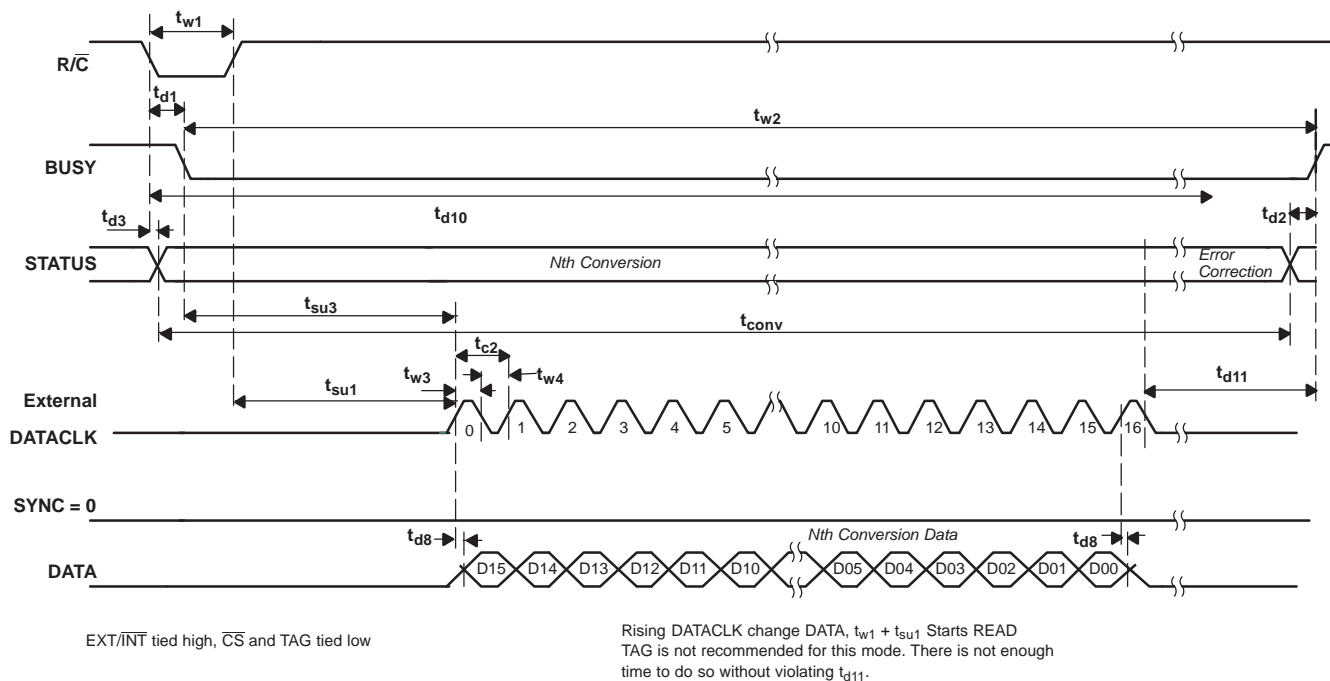 tw1
R/C̅
td1
tw2
BUSY
td3
td10
td2
STATUS
Nth Conversion
Error
Correction
tsu3
tconv
tc2
tw3
tw4
tsu1
td11
External
DATACLK
0 1 2 3 4 5 10 11 12 13 14 15 16
SYNC = 0
Nth Conversion Data
td8
td8
DATA
D15 D14 D13 D12 D11 D10 D05 D04 D03 D02 D01 D00
EXT/I̅N̅T̅ tied high, C̅S̅ and TAG tied low
Rising DATACLK change DATA, tw1 + tsu1 Starts READ
TAG is not recommended for this mode. There is not enough
time to do so without violating td11.